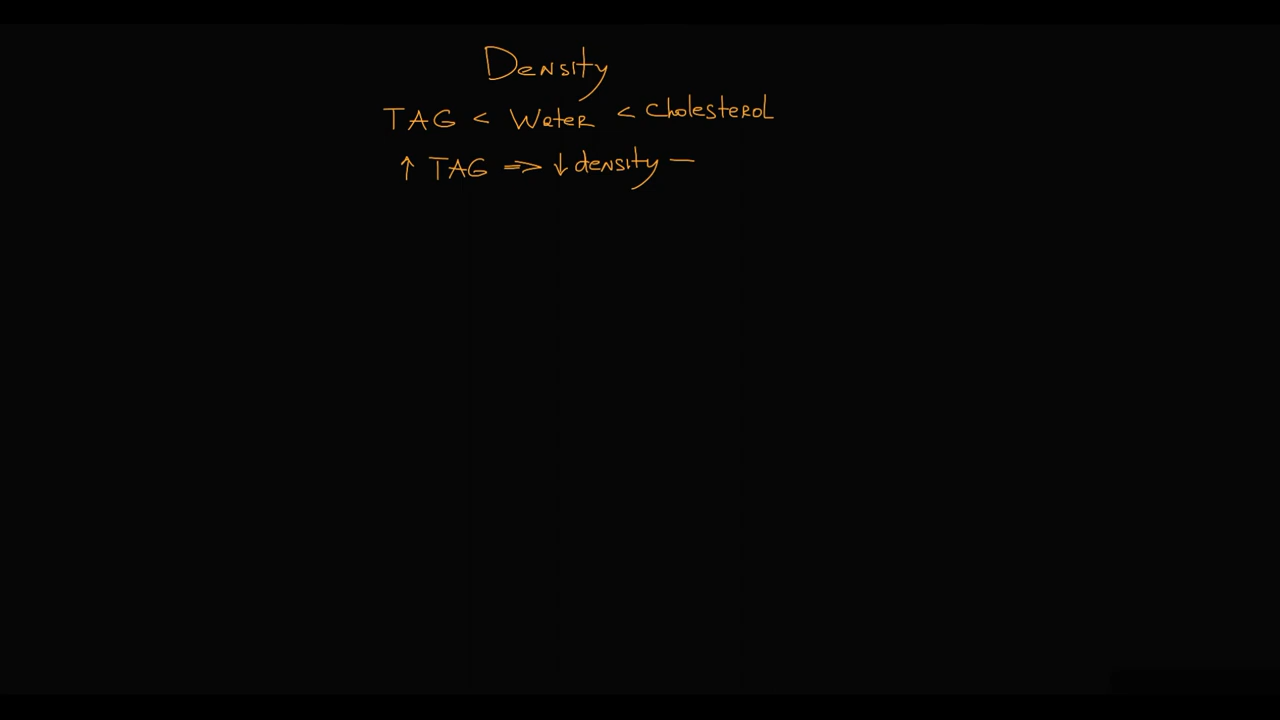 Density
TAG < Water < Cholesterol
↑ TAG => ↓ density —